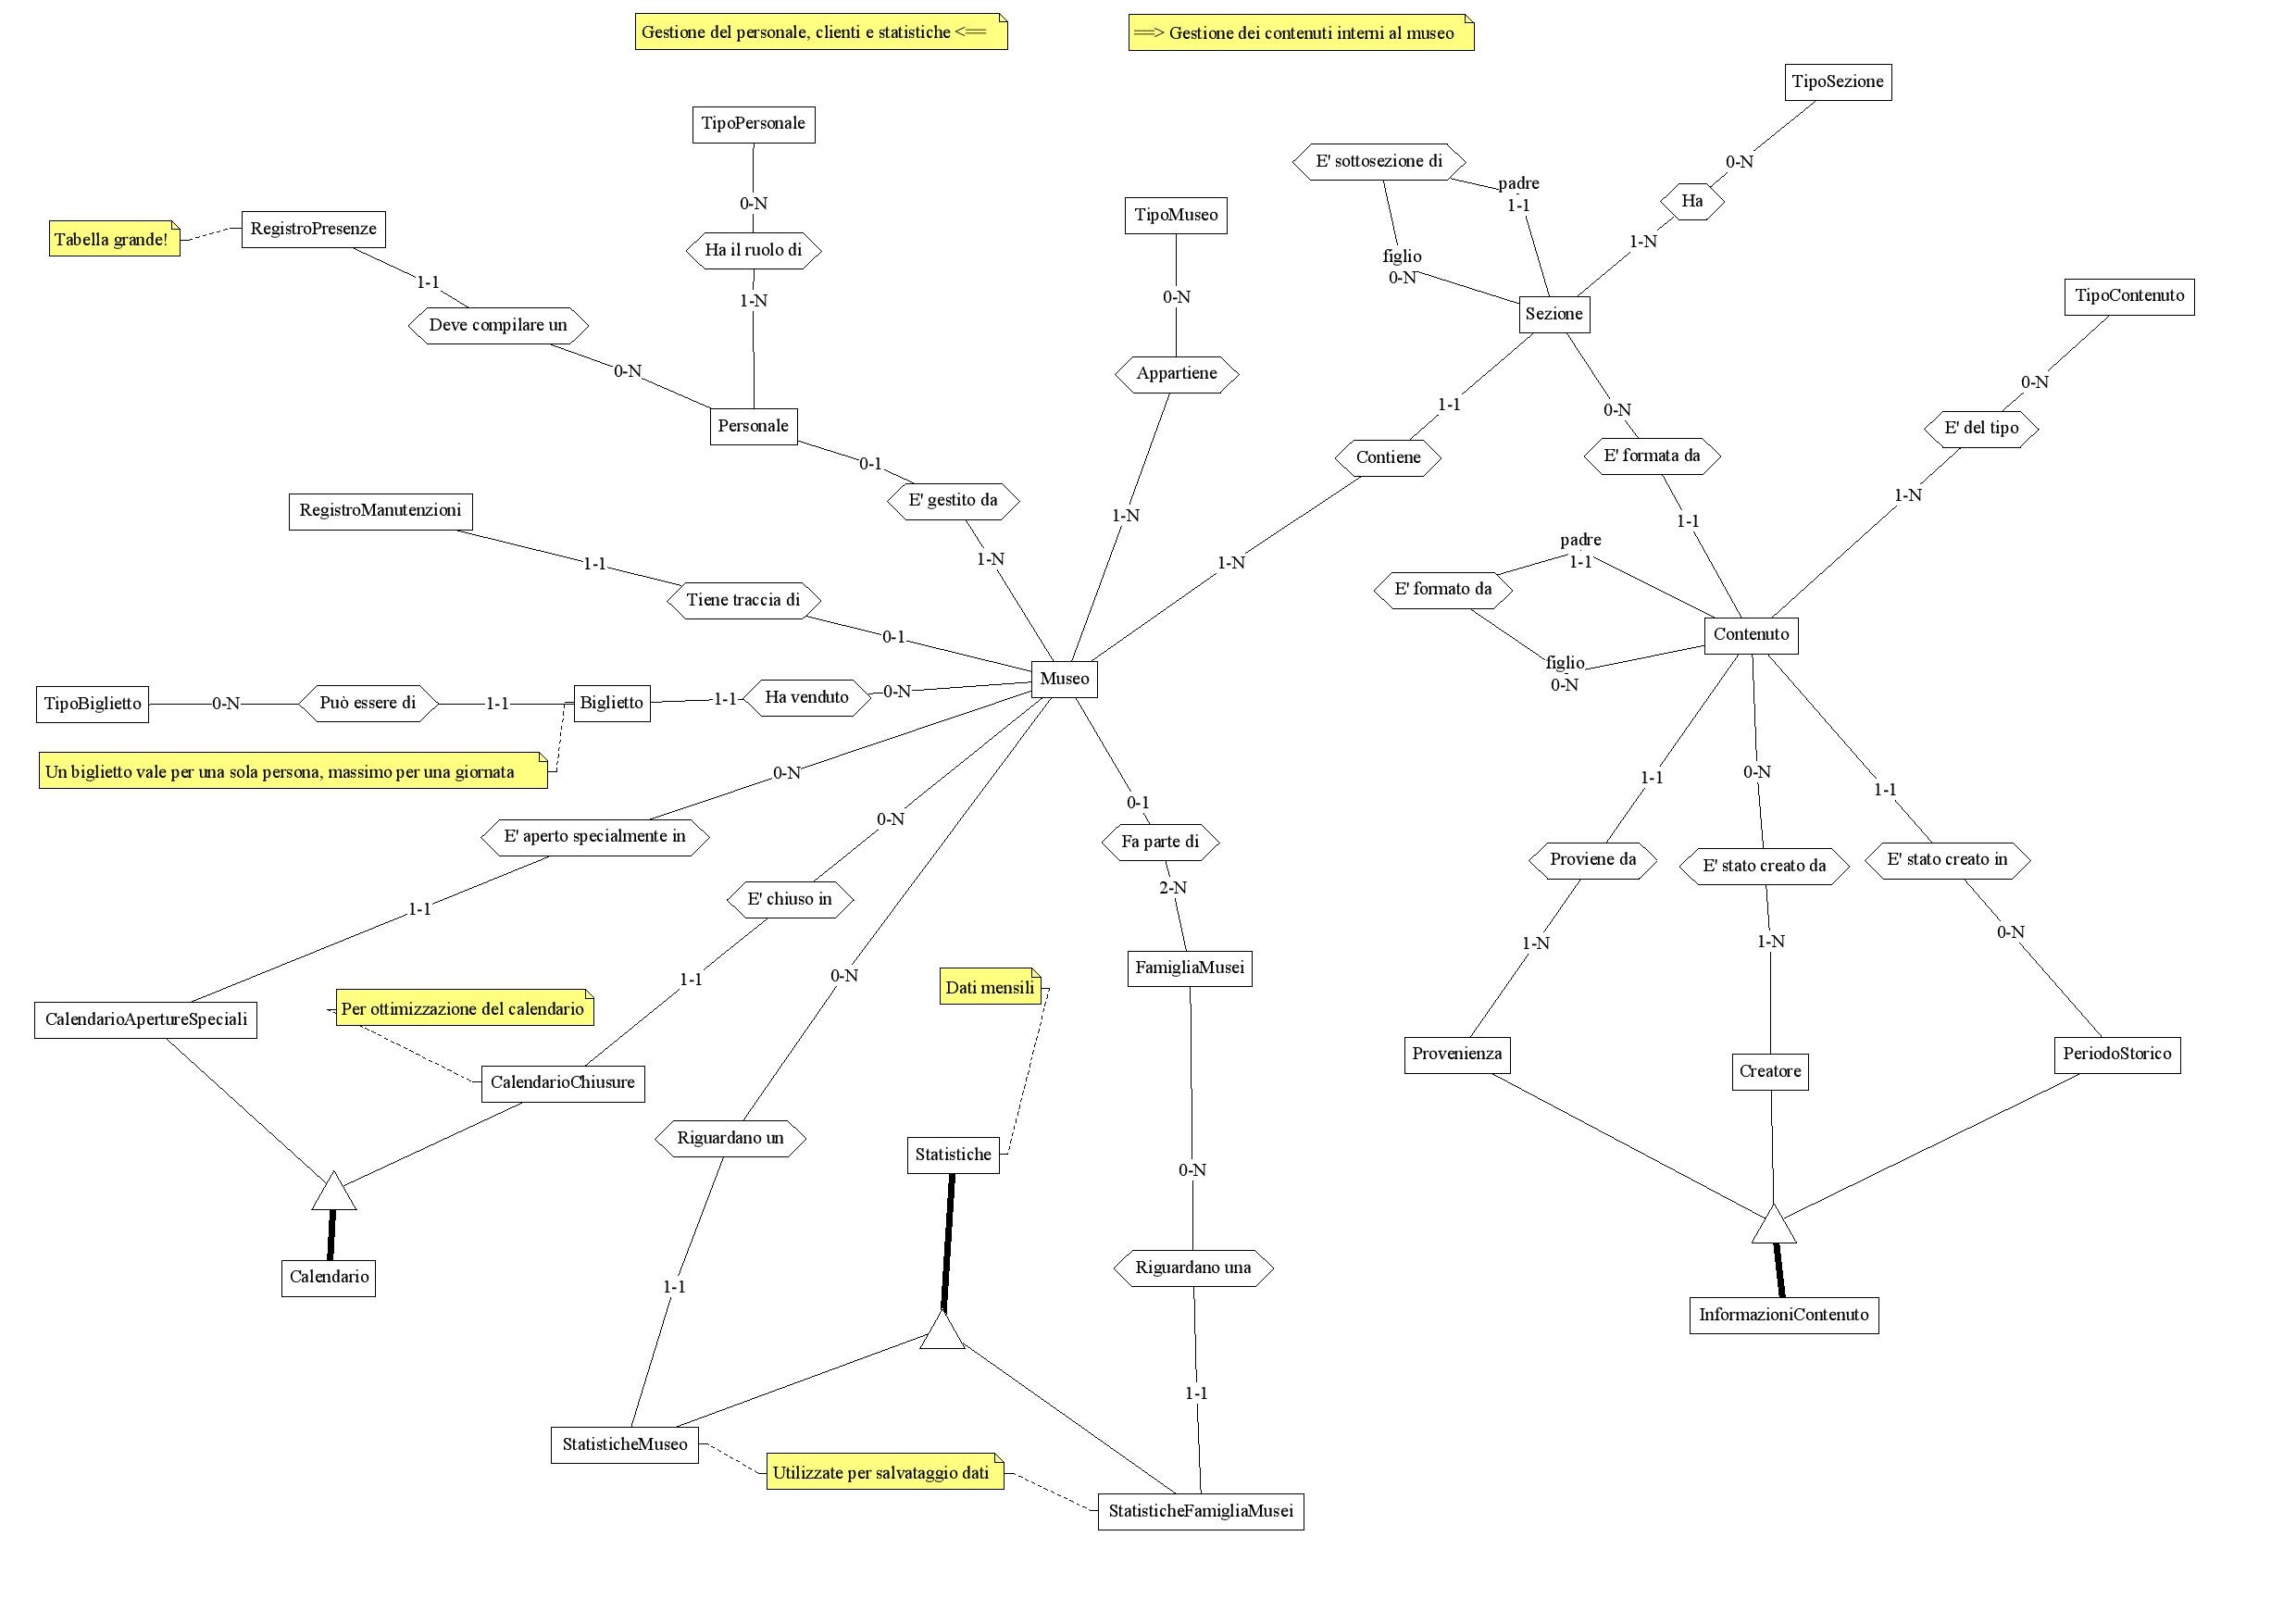 Gestione del personale, clienti e statistiche <==
==> Gestione dei contenuti interni al museo
TipoSezione
TipoPersonale
E' sottosezione di
padre
1-1
0-N
Ha
0-N
TipoMuseo
RegistroPresenze
Tabella grande!
Ha il ruolo di
1-N
figlio
0-N
1-1
1-N
0-N
TipoContenuto
Sezione
Deve compilare un
0-N
Appartiene
0-N
1-1
0-N
Personale
E' del tipo
0-1
Contiene
E' formata da
E' gestito da
1-N
RegistroManutenzioni
1-N
1-1
padre
1-1
1-N
1-1
1-N
E' formato da
Tiene traccia di
0-1
Contenuto
figlio
0-N
Museo
TipoBiglietto
0-N
Può essere di
1-1
Biglietto
1-1
Ha venduto
0-N
Un biglietto vale per una sola persona, massimo per una giornata
0-N
1-1
0-N
1-1
0-1
0-N
E' aperto specialmente in
Fa parte di
Proviene da
E' stato creato da
E' stato creato in
2-N
E' chiuso in
1-1
1-N
1-N
0-N
FamigliaMusei
1-1
0-N
Dati mensili
CalendarioApertureSpeciali
Per ottimizzazione del calendario
Provenienza
Creatore
PeriodoStorico
CalendarioChiusure
Riguardano un
Statistiche
0-N
Calendario
Riguardano una
1-1
InformazioniContenuto
1-1
StatisticheMuseo
Utilizzate per salvataggio dati
StatisticheFamigliaMusei